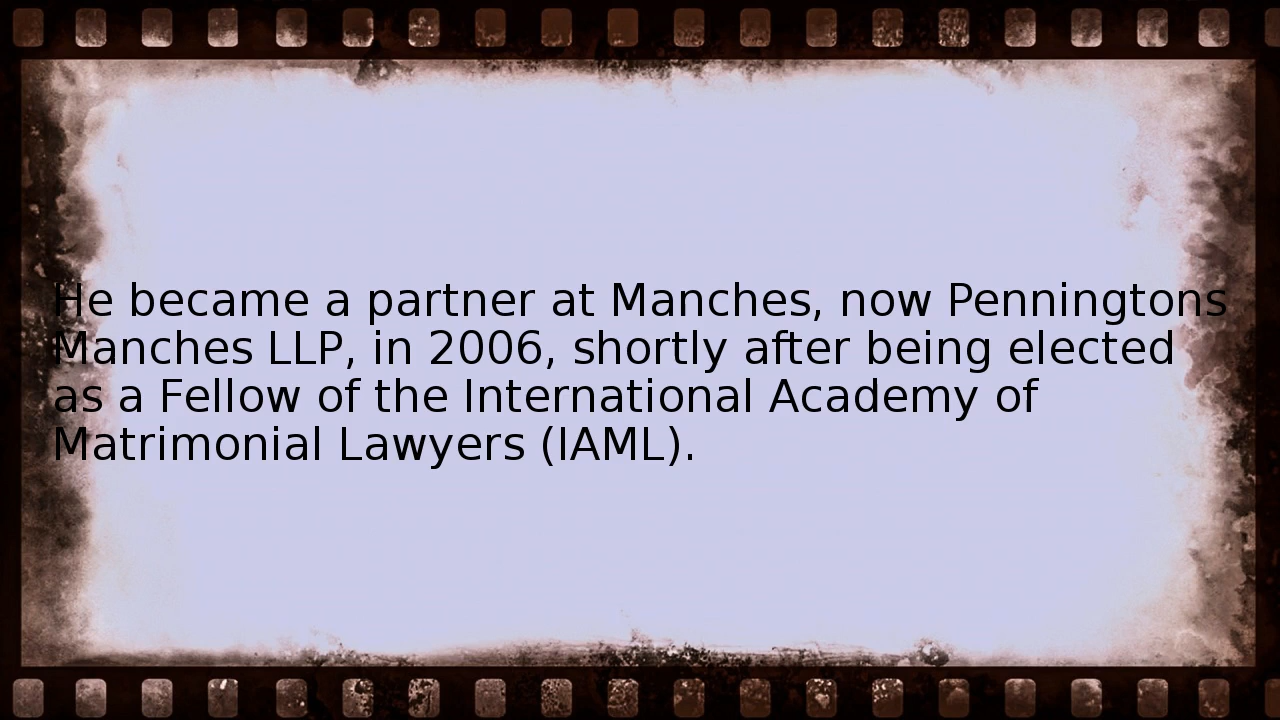 He became a partner at Manches, now Penningtons
Manches LLP, in 2006, shortly after being elected
as a Fellow of the International Academy of
Matrimonial Lawyers (IAML).